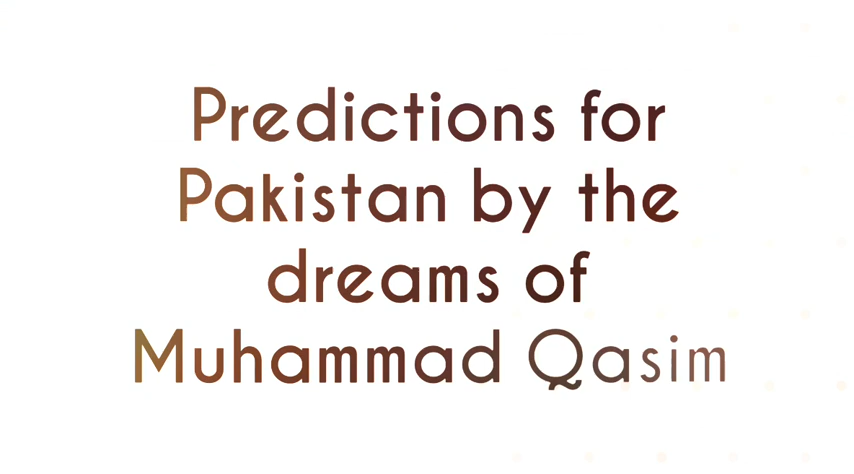 Predictions for
Pakistan by the
dreams of
Muhammad Qasim